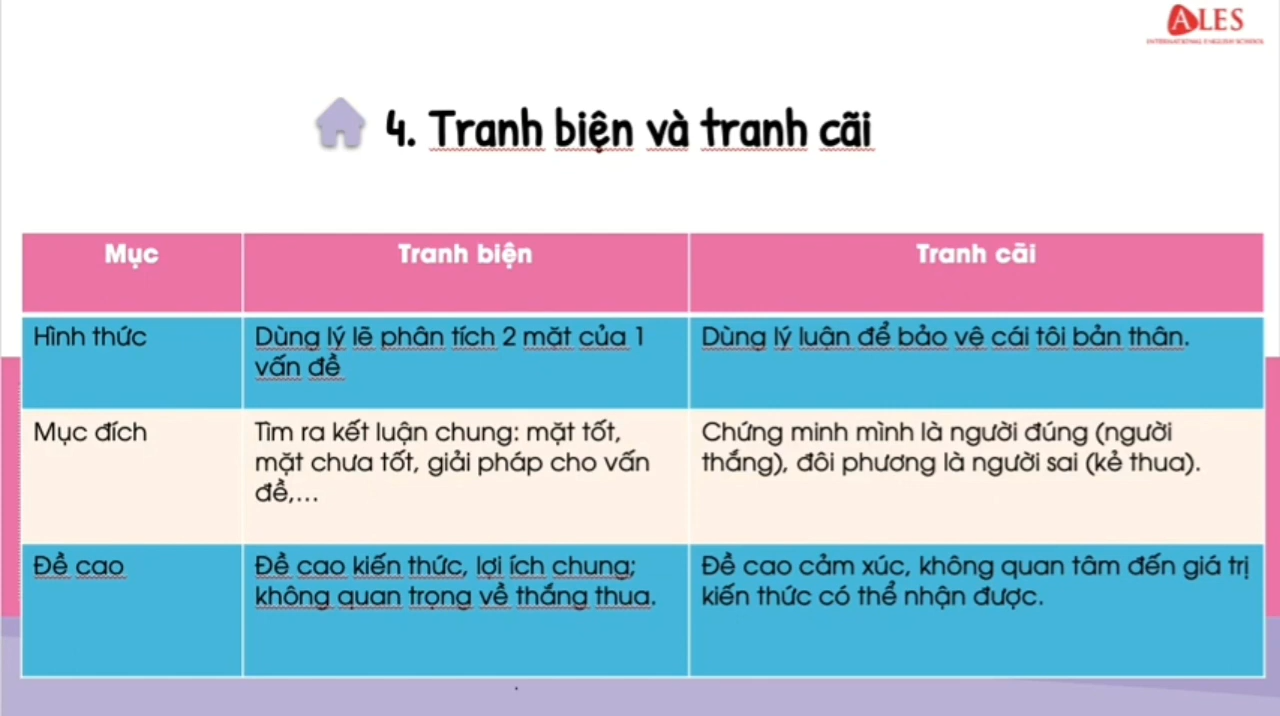 ALES
INTERNATIONAL ENGLISH SCHOOL
4. Tranh biện và tranh cãi
Mục
Tranh biện
Tranh cãi
Hình thức
Dùng lý lẽ phân tích 2 mặt của 1
vấn đề
Dùng lý luận để bảo vệ cái tôi bản thân.
Mục đích
Tìm ra kết luận chung: mặt tốt,
mặt chưa tốt, giải pháp cho vấn
đề,...
Chứng minh mình là người đúng (người
thắng), đôi phương là người sai (kẻ thua).
Đề cao
Đề cao kiến thức, lợi ích chung;
không quan trọng về thắng thua.
Đề cao cảm xúc, không quan tâm đến giá trị
kiến thức có thể nhận được.